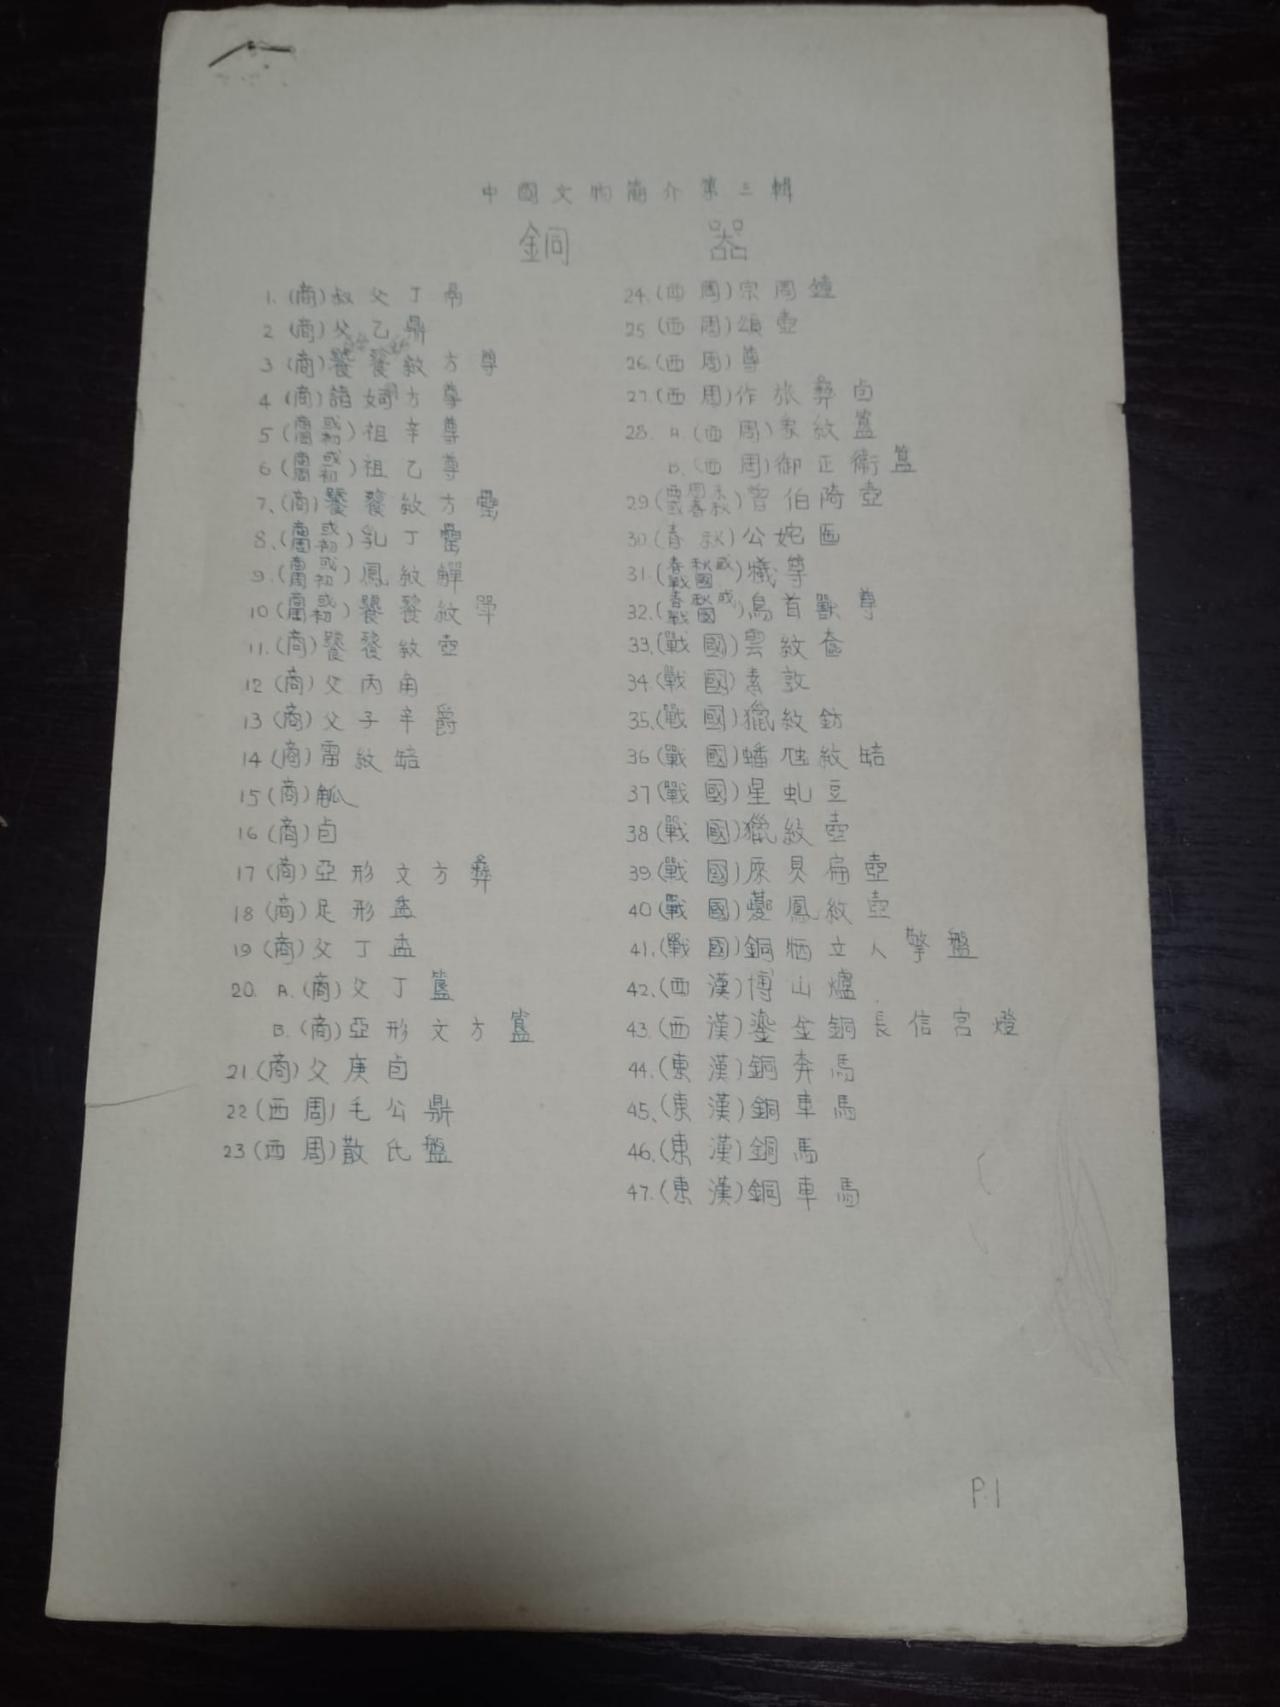 中國文物簡介第三輯
銅 器
1. (商) 叔父丁鬲
2 (商) 父乙鼎
3 (商) 饕餮紋方尊
4 (商) 諸姛方尊
5 (商或周初) 祖辛尊
6 (商或周初) 祖乙尊
7. (商) 饕餮紋方罍
8. (商或周初) 乳丁罍
9. (商或周初) 鳳紋觶
10 (商或周初) 饕餮紋斝
11. (商) 饕餮紋壺
12 (商) 父丙角
13 (商) 父子辛爵
14 (商) 雷紋
15 (商) 觚
16 (商) 卣
17 (商) 亞形文方彝
18 (商) 足形盉
19 (商) 父丁盉
20. A. (商) 父丁簋
B. (商) 亞形文方簋
21. (商) 父庚卣
22 (西周) 毛公鼎
23 (西周) 散氏盤
24. (西周) 宗周鐘
25 (西周) 頌壺
26. (西周) 尊
27. (西周) 作旅彝卣
28. A (西周) 象紋簋
B. (西周) 御正衛簋
29 (西周末或春秋) 曾伯陭壺
30 (春秋) 公姹匜
31. (春秋或戰國) 犧尊
32. (春秋或戰國) 鳥首獸尊
33. (戰國) 雲紋
34. (戰國) 素敦
35. (戰國) 獵紋鈁
36 (戰國) 蟠虺紋
37 (戰國) 星虬豆
38 (戰國) 獵紋壺
39 (戰國) 扁壺
40 (戰國) 夔鳳紋壺
41. (戰國) 銅犧立人擎盤
42. (西漢) 博山爐
43. (西漢) 鎏金銅長信宮燈
44. (東漢) 銅奔馬
45. (東漢) 銅車馬
46. (東漢) 銅馬
47. (東漢) 銅車馬
P.1